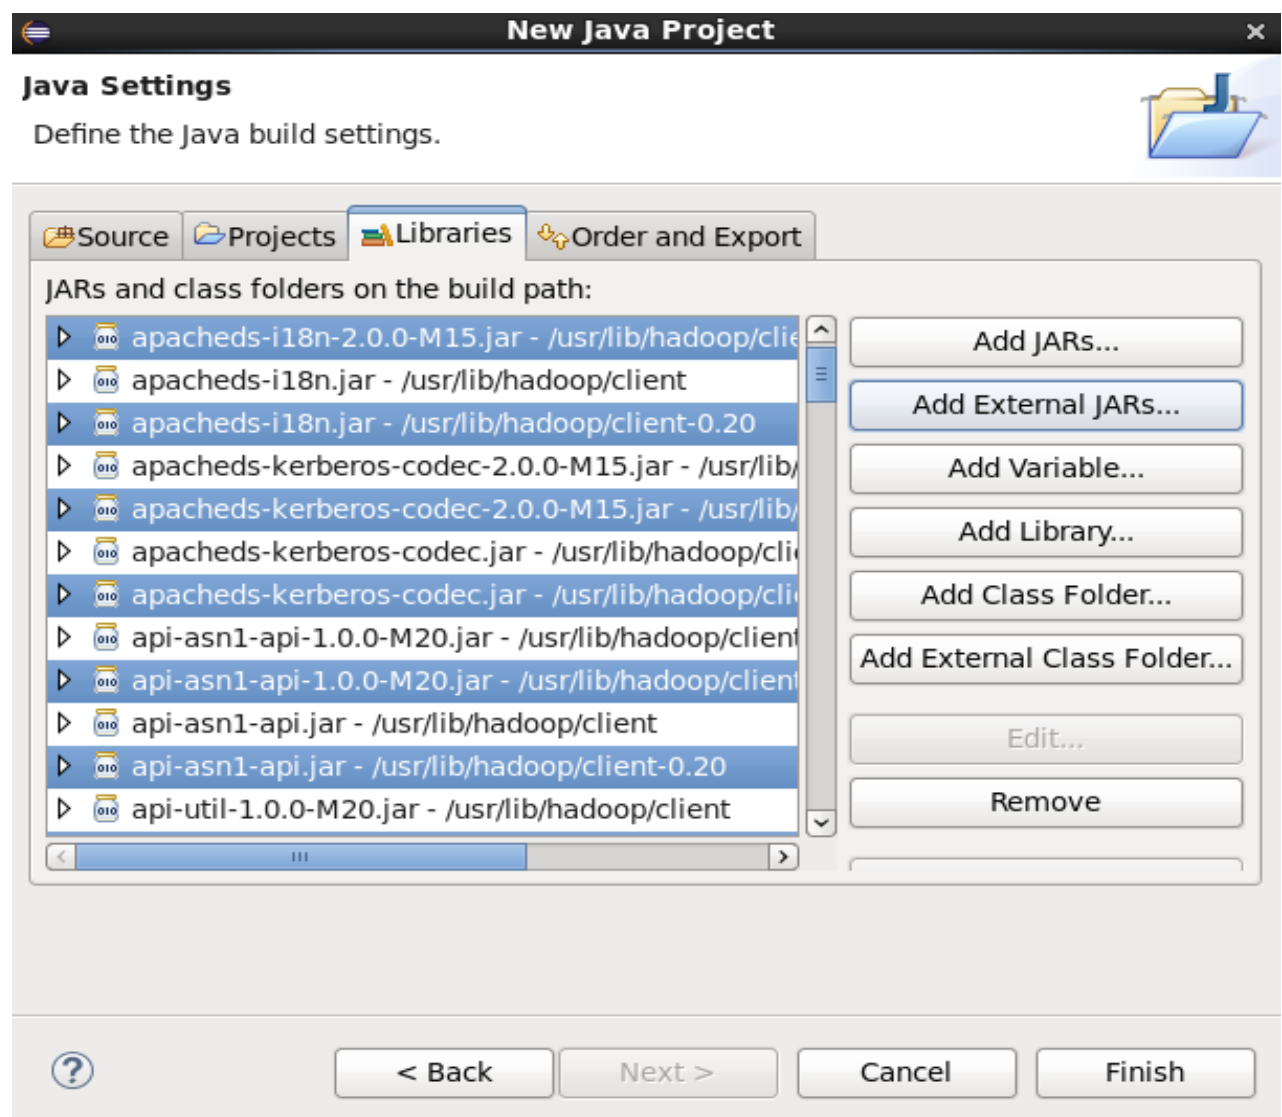 New Java Project
Java Settings
Define the Java build settings.
Source Projects Libraries Order and Export
JARs and class folders on the build path:
apacheds-i18n-2.0.0-M15.jar - /usr/lib/hadoop/clie
apacheds-i18n.jar - /usr/lib/hadoop/client
apacheds-i18n.jar - /usr/lib/hadoop/client-0.20
apacheds-kerberos-codec-2.0.0-M15.jar - /usr/lib/
apacheds-kerberos-codec-2.0.0-M15.jar - /usr/lib/
apacheds-kerberos-codec.jar - /usr/lib/hadoop/cli
apacheds-kerberos-codec.jar - /usr/lib/hadoop/cli
api-asn1-api-1.0.0-M20.jar - /usr/lib/hadoop/client
api-asn1-api-1.0.0-M20.jar - /usr/lib/hadoop/client
api-asn1-api.jar - /usr/lib/hadoop/client
api-asn1-api.jar - /usr/lib/hadoop/client-0.20
api-util-1.0.0-M20.jar - /usr/lib/hadoop/client
Add JARs...
Add External JARs...
Add Variable...
Add Library...
Add Class Folder...
Add External Class Folder...
Edit...
Remove
? < Back Next > Cancel Finish